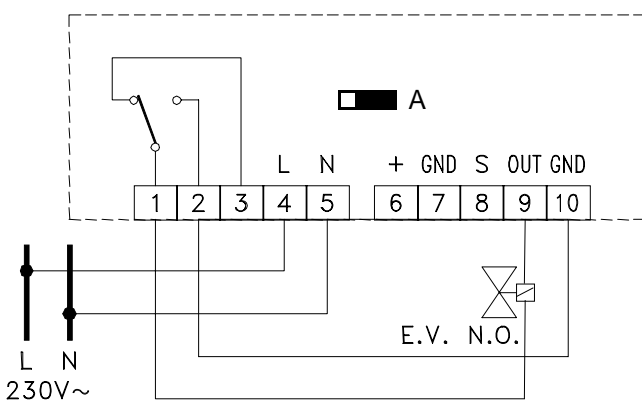 A
L N + GND S OUT GND
1 2 3 4 5 6 7 8 9 10
E.V. N.O.
L N
230V~